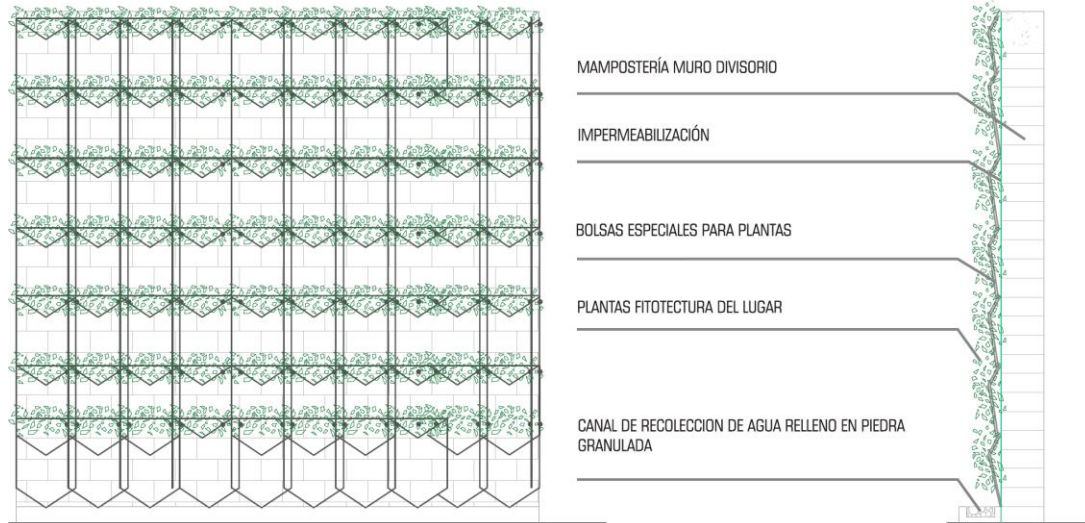 MAMPOSTERÍA MURO DIVISORIO
IMPERMEABILIZACIÓN
BOLSAS ESPECIALES PARA PLANTAS
PLANTAS FITOTECTURA DEL LUGAR
CANAL DE RECOLECCION DE AGUA RELLENO EN PIEDRA
GRANULADA